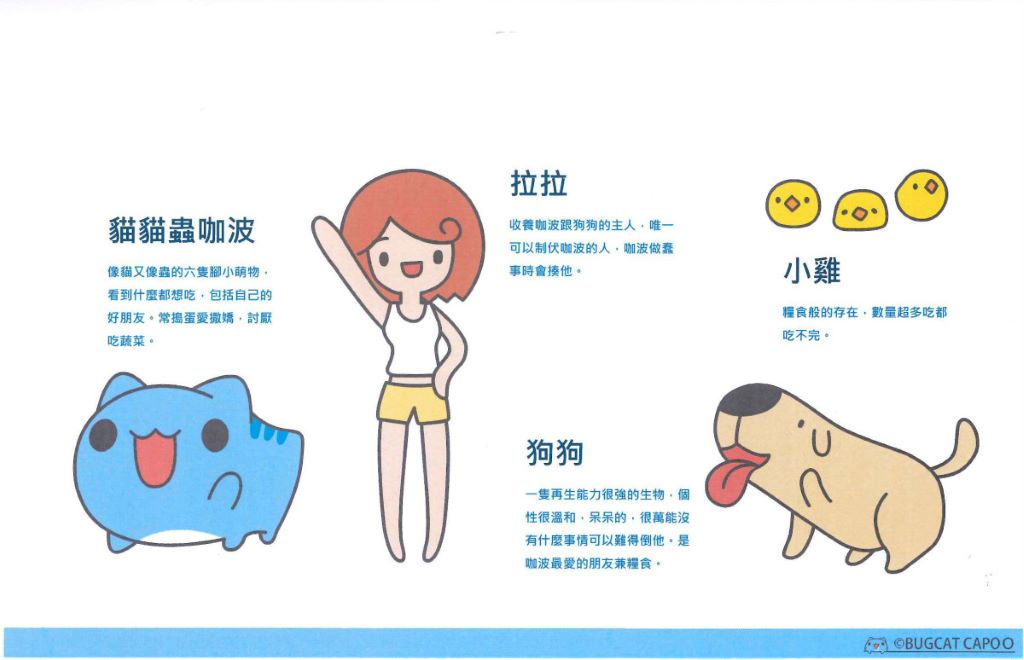 貓貓蟲咖波
像貓又像蟲的六隻腳小萌物，
看到什麼都想吃，包括自己的
好朋友。常搗蛋愛撒嬌，討厭
吃蔬菜。
拉拉
收養咖波跟狗狗的主人，唯一
可以制伏咖波的人，咖波做蠢
事時會揍他。
小雞
糧食般的存在，數量超多吃都
吃不完。
狗狗
一隻再生能力很強的生物，個
性很溫和，呆呆的，很萬能沒
有什麼事情可以難得倒他。是
咖波最愛的朋友兼糧食。
©BUGCAT CAPOO